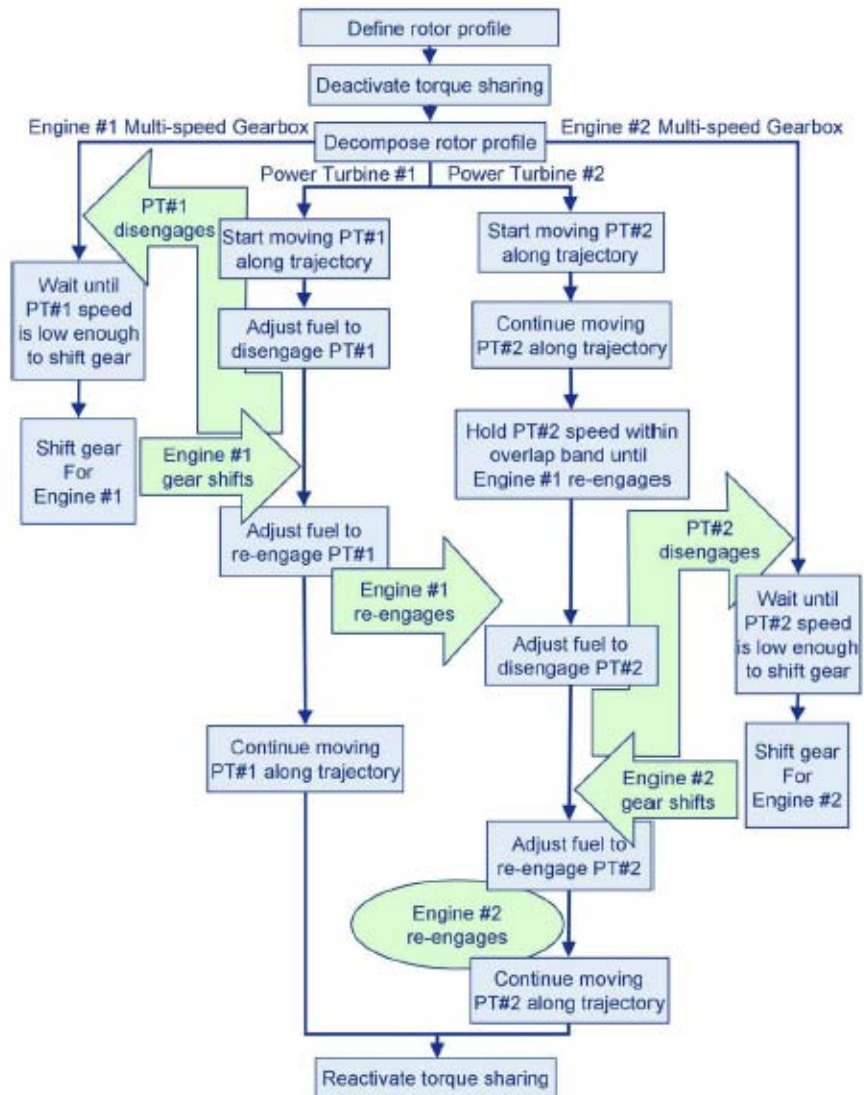 Define rotor profile
Deactivate torque sharing
Engine #1 Multi-speed Gearbox
Engine #2 Multi-speed Gearbox
Decompose rotor profile
Power Turbine #1
Power Turbine #2
PT#1
disengages
Start moving PT#1
along trajectory
Start moving PT#2
along trajectory
Wait until
PT#1 speed
is low enough
to shift gear
Adjust fuel to
disengage PT#1
Continue moving
PT#2 along trajectory
Shift gear
For
Engine #1
Engine #1
gear shifts
Hold PT#2 speed within
overlap band until
Engine #1 re-engages
Adjust fuel to
re-engage PT#1
PT#2
disengages
Engine #1
re-engages
Wait until
PT#2 speed
is low enough
to shift gear
Adjust fuel to
disengage PT#2
Continue moving
PT#1 along trajectory
Engine #2
gear shifts
Shift gear
For
Engine #2
Adjust fuel to
re-engage PT#2
Engine #2
re-engages
Continue moving
PT#2 along trajectory
Reactivate torque sharing